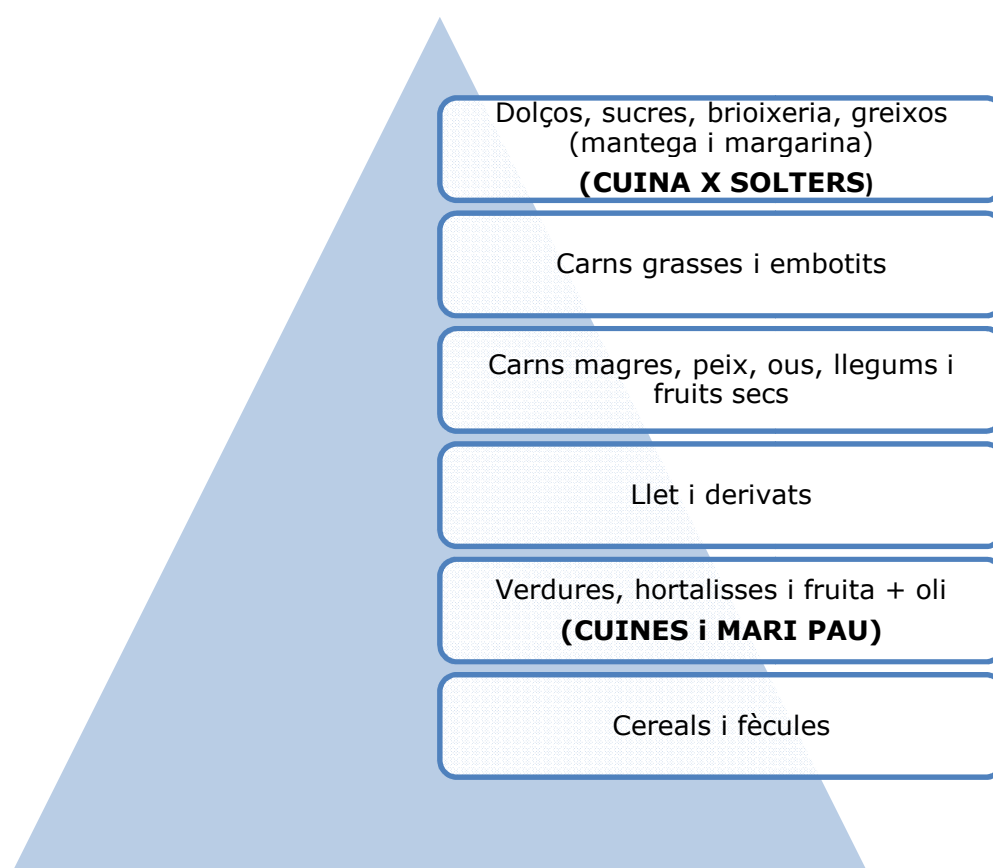 Dolços, sucres, brioixeria, greixos
(mantega i margarina)
(CUINA X SOLTERS)
Carns grasses i embotits
Carns magres, peix, ous, llegums i
fruits secs
Llet i derivats
Verdures, hortalisses i fruita + oli
(CUINES i MARI PAU)
Cereals i fècules